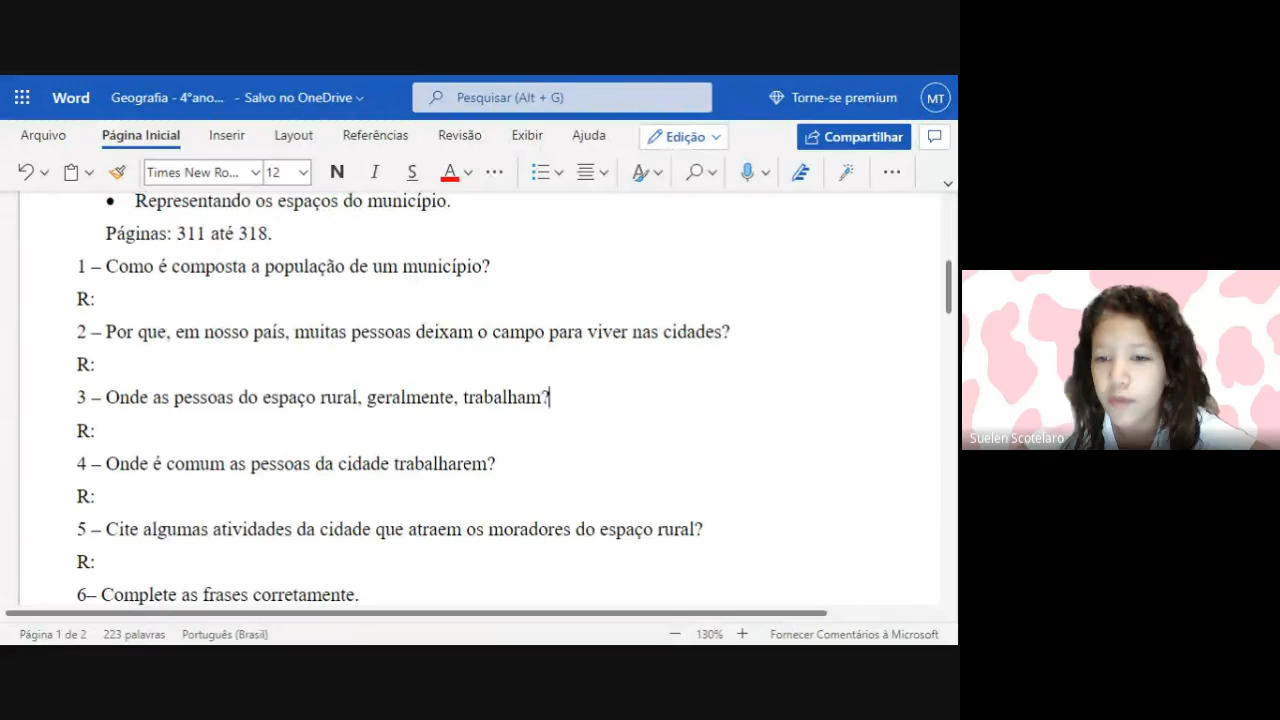 Word Geografia - 4°ano... - Salvo no OneDrive Pesquisar (Alt + G) Torne-se premium MT
Arquivo Página Inicial Inserir Layout Referências Revisão Exibir Ajuda Edição Compartilhar
Times New Ro... 12 N I S A ...
• Representando os espaços do município.
Páginas: 311 até 318.
1 – Como é composta a população de um município?
R:
2 – Por que, em nosso país, muitas pessoas deixam o campo para viver nas cidades?
R:
3 – Onde as pessoas do espaço rural, geralmente, trabalham?
R:
4 – Onde é comum as pessoas da cidade trabalharem?
R:
5 – Cite algumas atividades da cidade que atraem os moradores do espaço rural?
R:
6– Complete as frases corretamente.
Página 1 de 2 223 palavras Português (Brasil) 130% Fornecer Comentários à Microsoft
Suelen Scotelaro